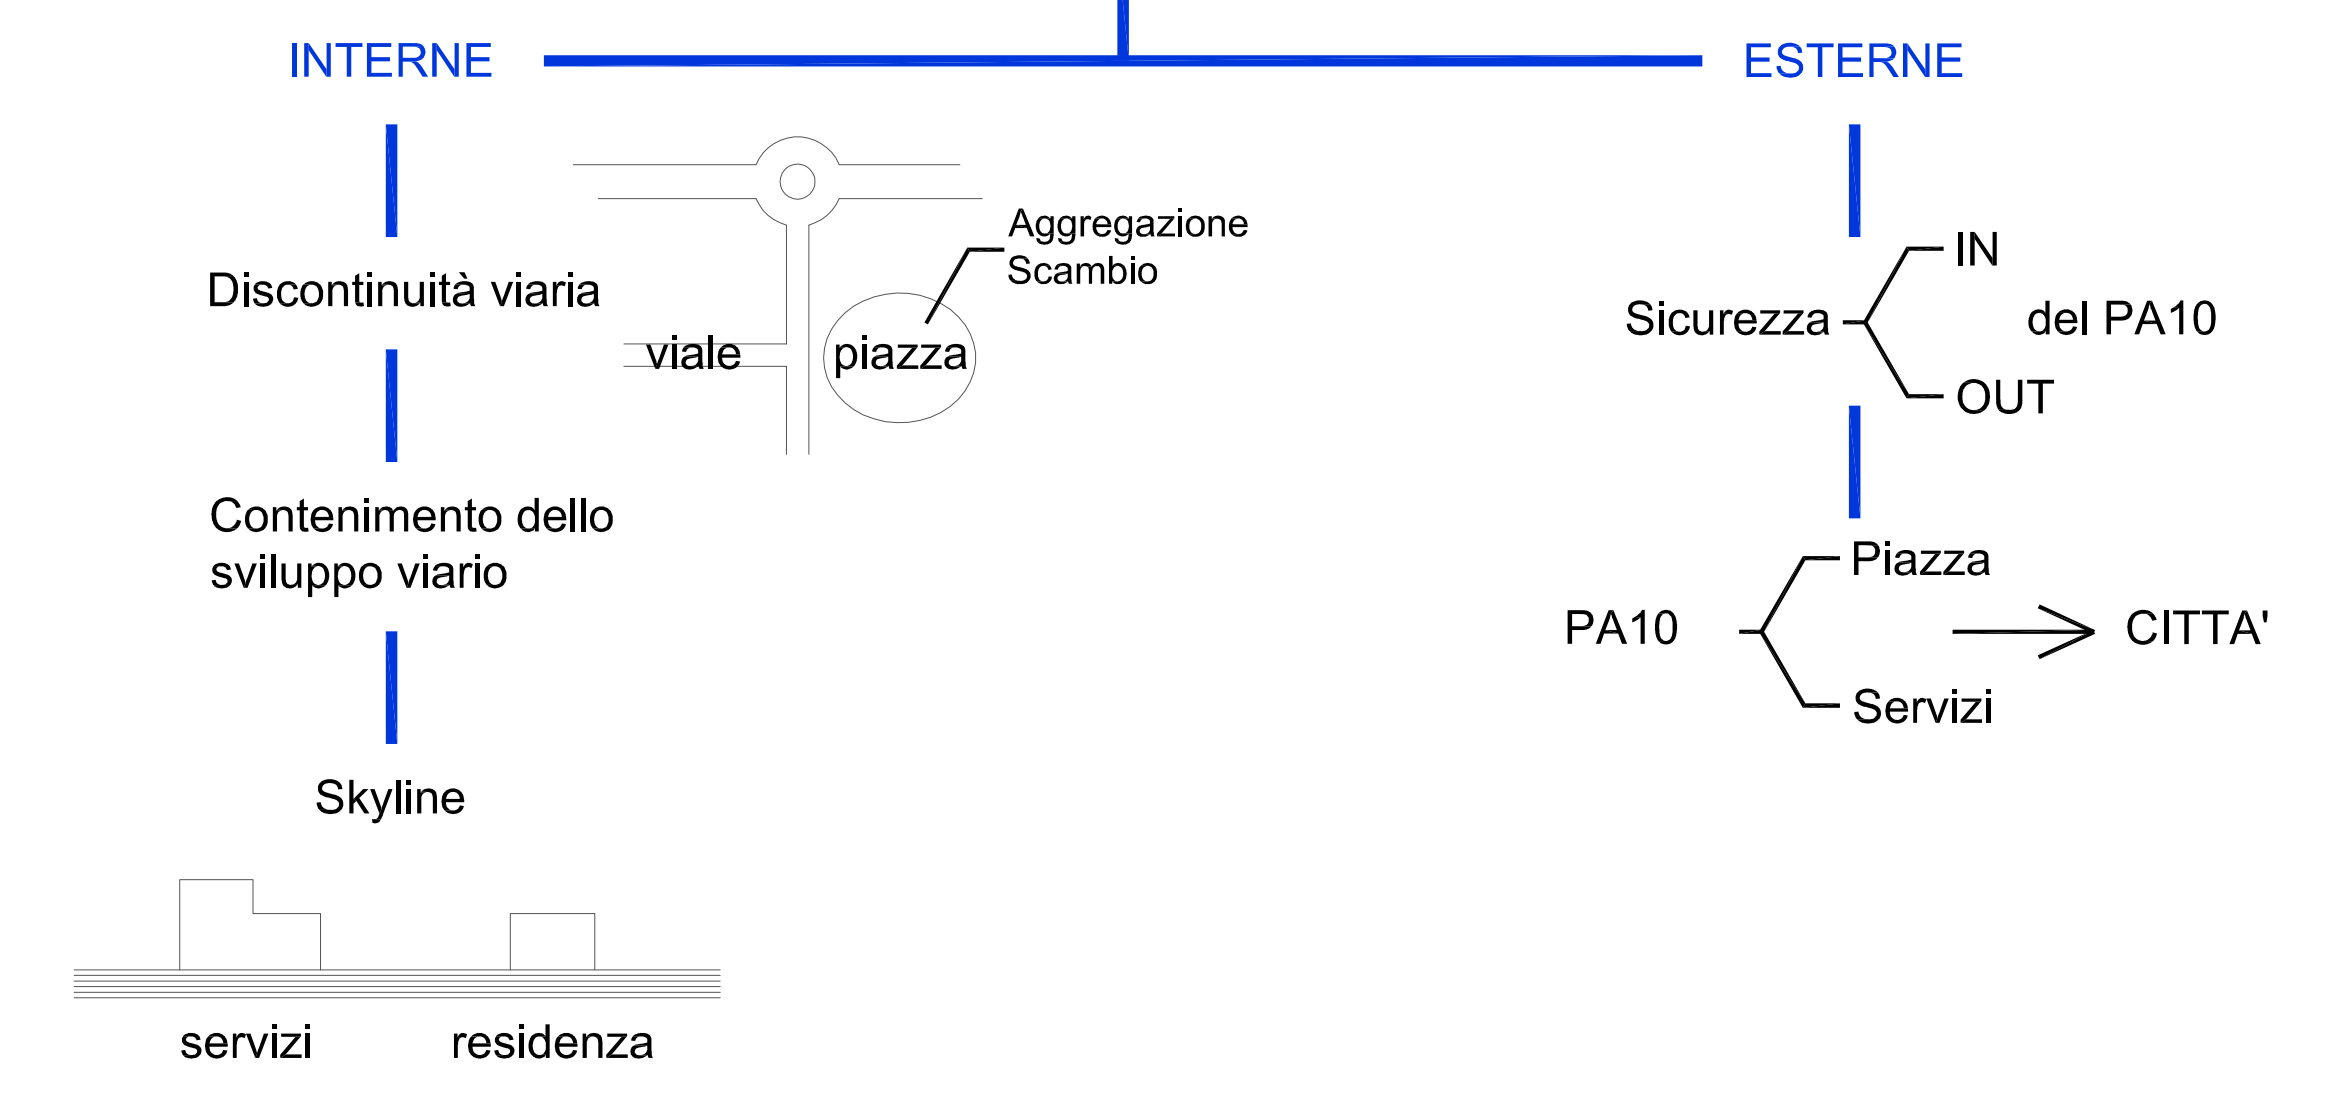 INTERNE
ESTERNE
Discontinuità viaria
viale
piazza
Aggregazione
Scambio
Contenimento dello
sviluppo viario
Skyline
servizi
residenza
IN
Sicurezza
del PA10
OUT
Piazza
PA10
CITTA'
Servizi